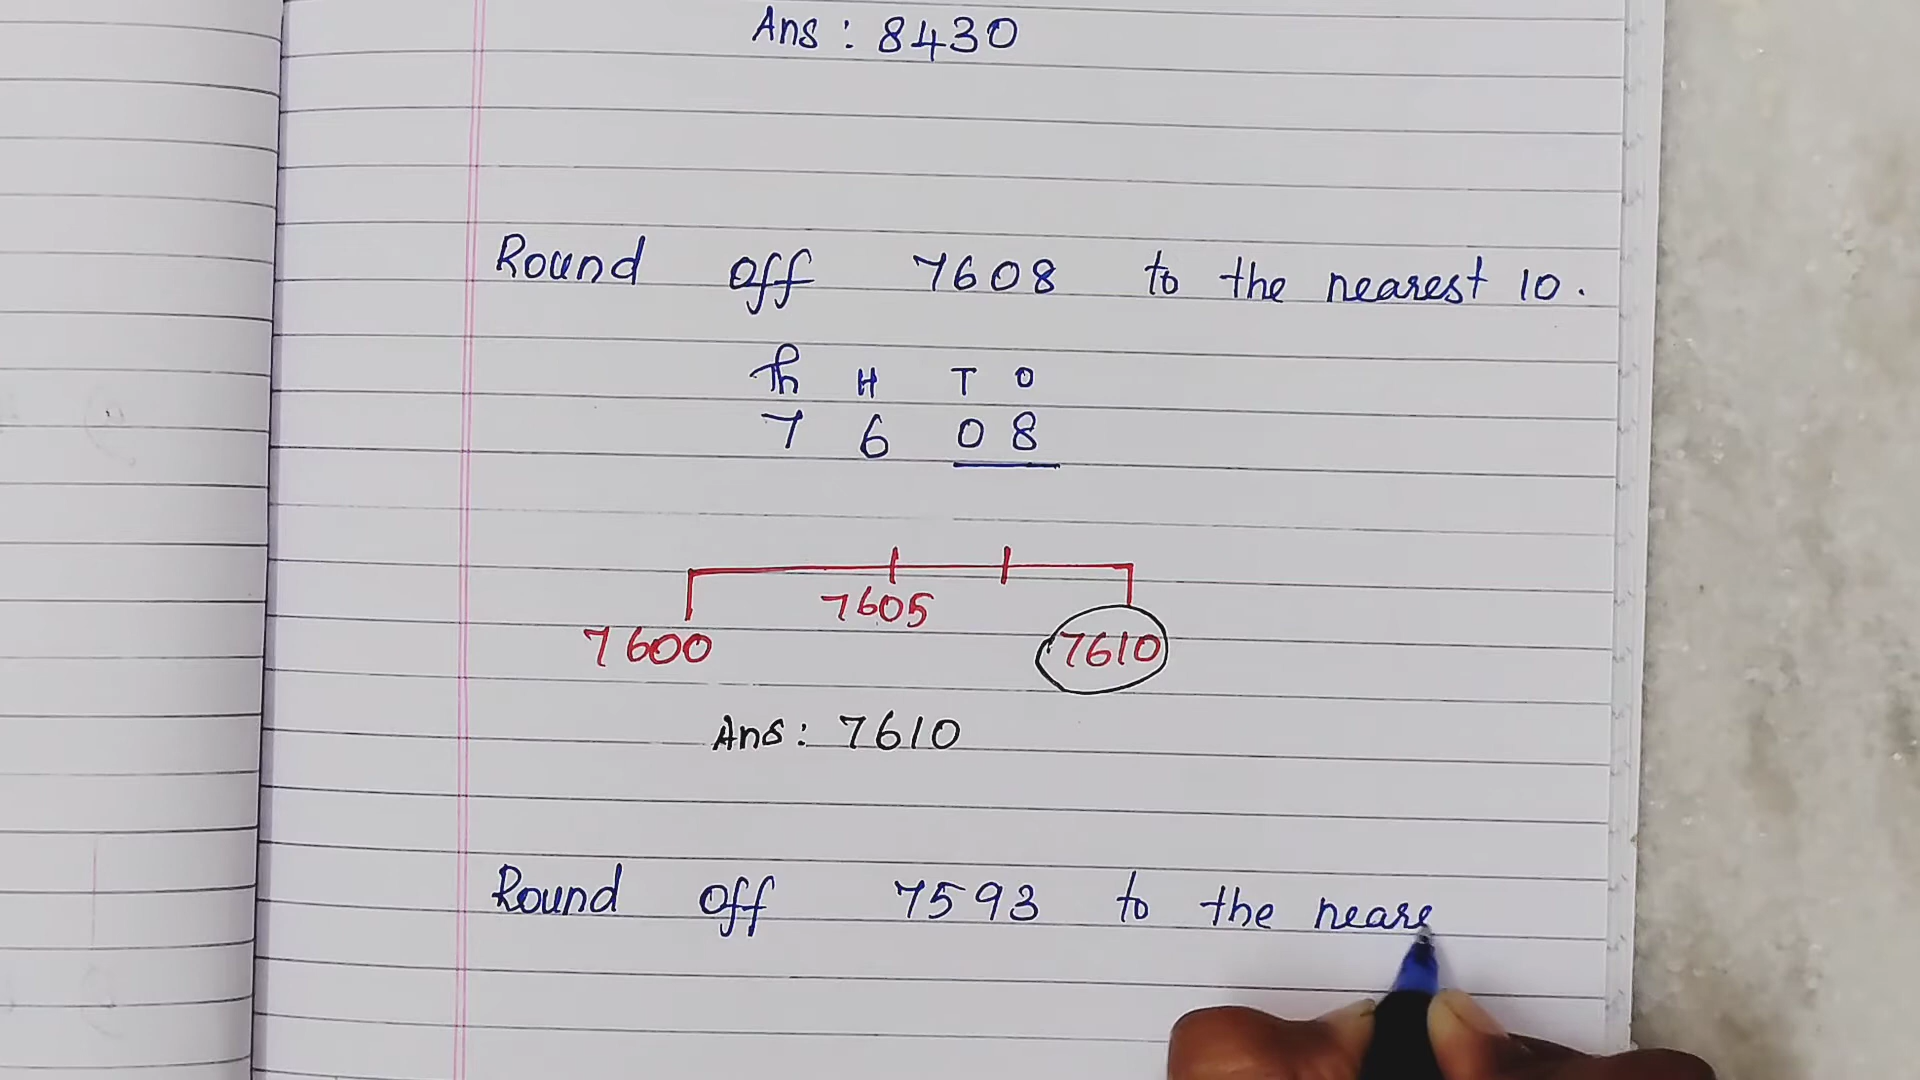 Ans : 8430
Round off 7608 to the nearest 10.
Th H T O
7 6 0 8
7605
7600 7610
Ans : 7610
Round off 7593 to the neare